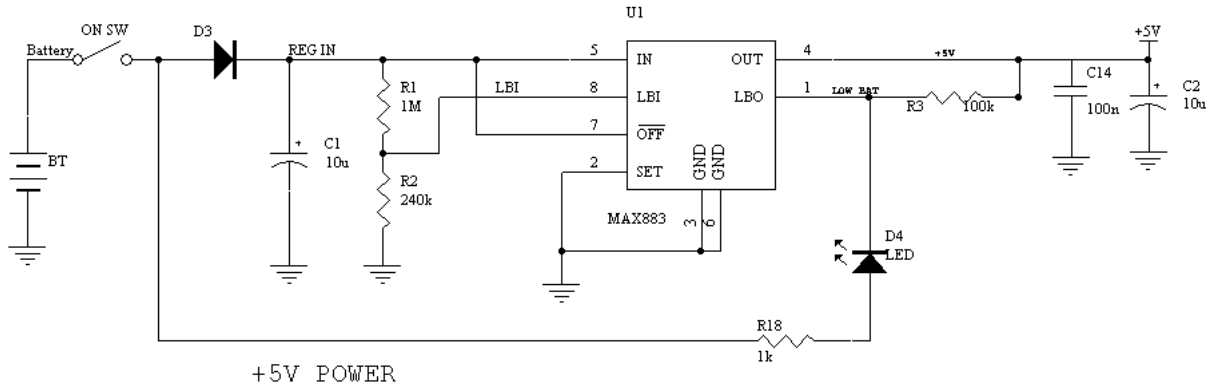 U1
ON SW
D3
Battery
REG IN
5
IN
OUT
4
+5V
+5V
R1
1M
LBI
8
LBI
LBO
1
LOW BAT
R3
100k
C14
100n
+
C2
10u
7
OFF
BT
+
C1
10u
R2
240k
2
SET
GND
GND
MAX883
3
6
D4
LED
R18
1k
+5V POWER